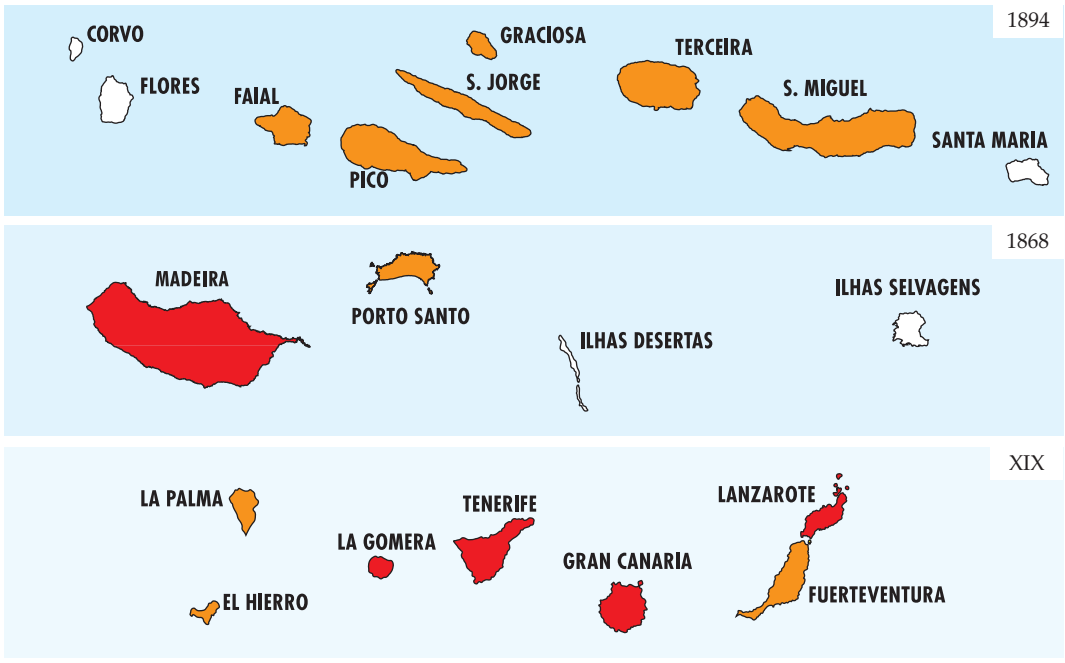 1894
CORVO
GRACIOSA
TERCEIRA
FLORES
S. JORGE
FAIAL
S. MIGUEL
SANTA MARIA
PICO
1868
MADEIRA
ILHAS SELVAGENS
PORTO SANTO
ILHAS DESERTAS
XIX
LA PALMA
TENERIFE
LANZAROTE
LA GOMERA
GRAN CANARIA
EL HIERRO
FUERTEVENTURA